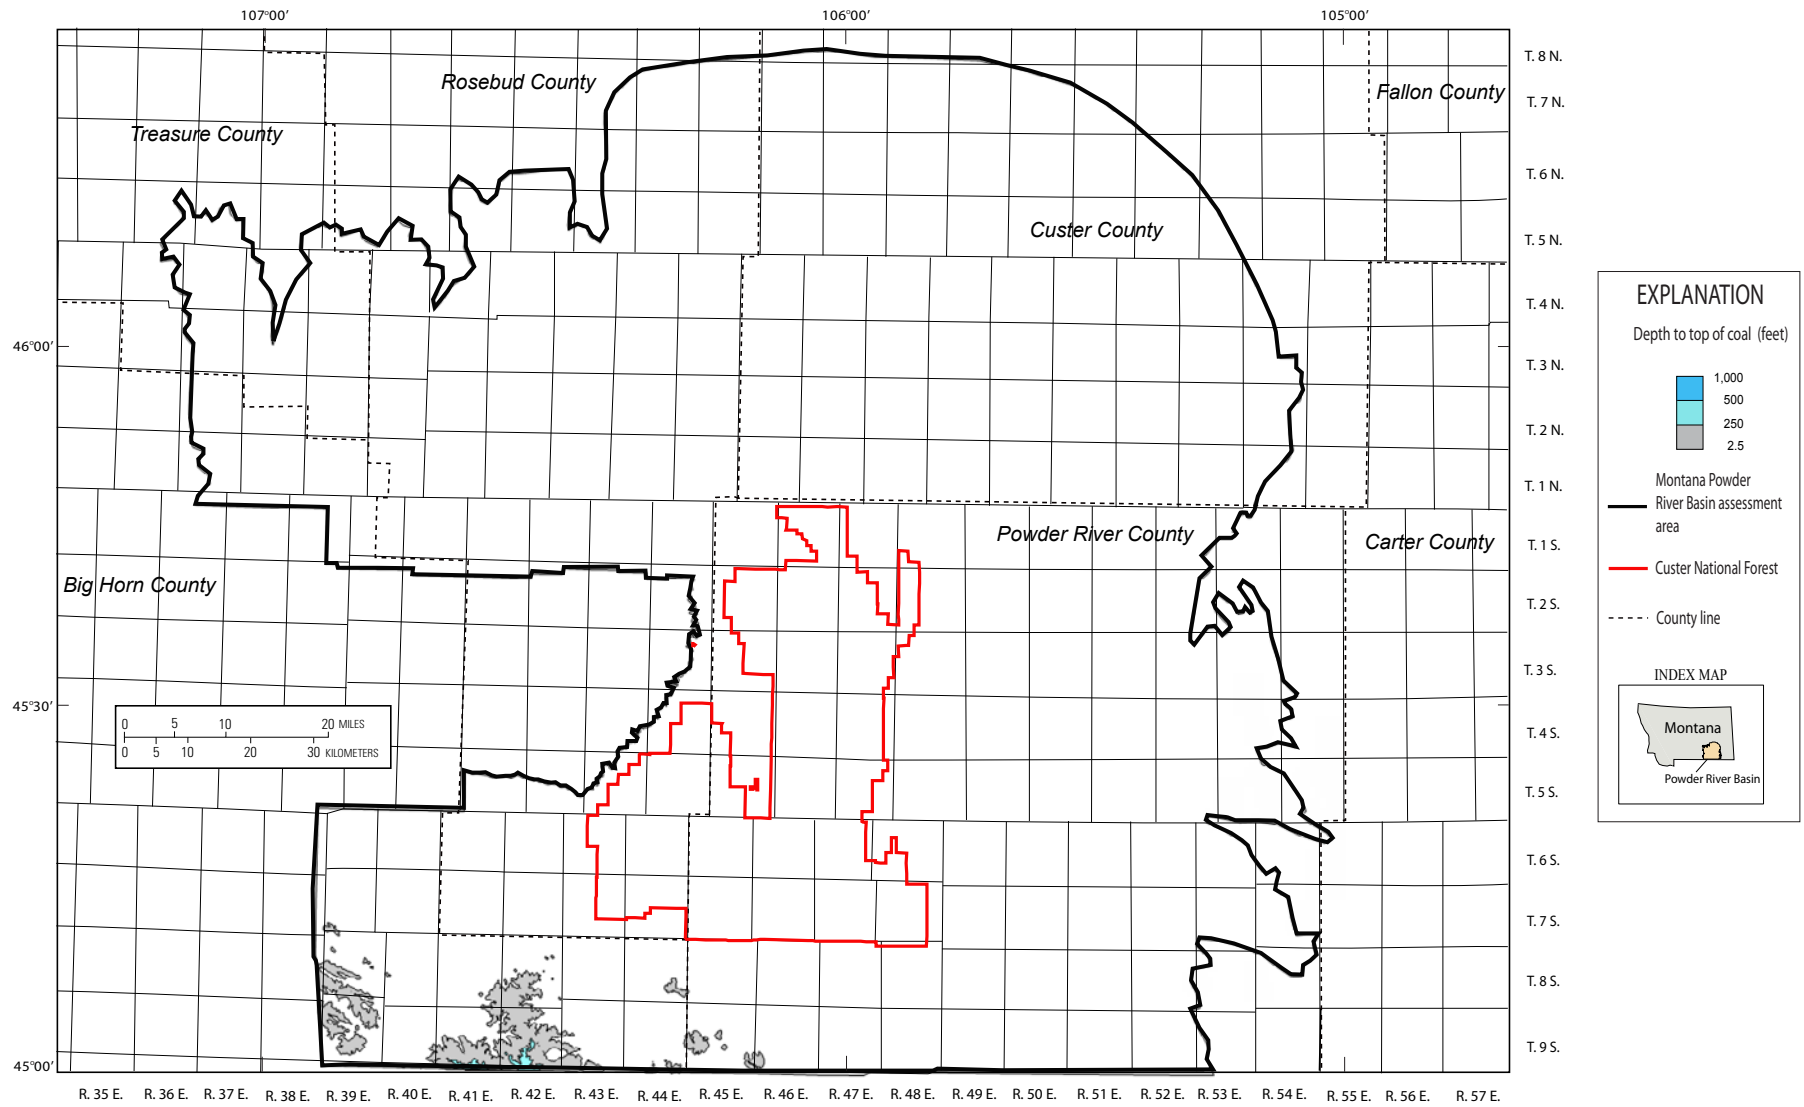 107°00′ 106°00′ 105°00′
Rosebud County
Treasure County
Fallon County
Custer County
Powder River County
Carter County
Big Horn County
46°00′
45°30′
45°00′
T. 8 N.
T. 7 N.
T. 6 N.
T. 5 N.
T. 4 N.
T. 3 N.
T. 2 N.
T. 1 N.
T. 1 S.
T. 2 S.
T. 3 S.
T. 4 S.
T. 5 S.
T. 6 S.
T. 7 S.
T. 8 S.
T. 9 S.
0 5 10 20 MILES
0 5 10 20 30 KILOMETERS
R. 35 E. R. 36 E. R. 37 E. R. 38 E. R. 39 E. R. 40 E. R. 41 E. R. 42 E. R. 43 E. R. 44 E. R. 45 E. R. 46 E. R. 47 E. R. 48 E. R. 49 E. R. 50 E. R. 51 E. R. 52 E. R. 53 E. R. 54 E. R. 55 E. R. 56 E. R. 57 E.
EXPLANATION
Depth to top of coal (feet)
1,000
500
250
2.5
Montana Powder
River Basin assessment
area
Custer National Forest
County line
INDEX MAP
Montana
Powder River Basin